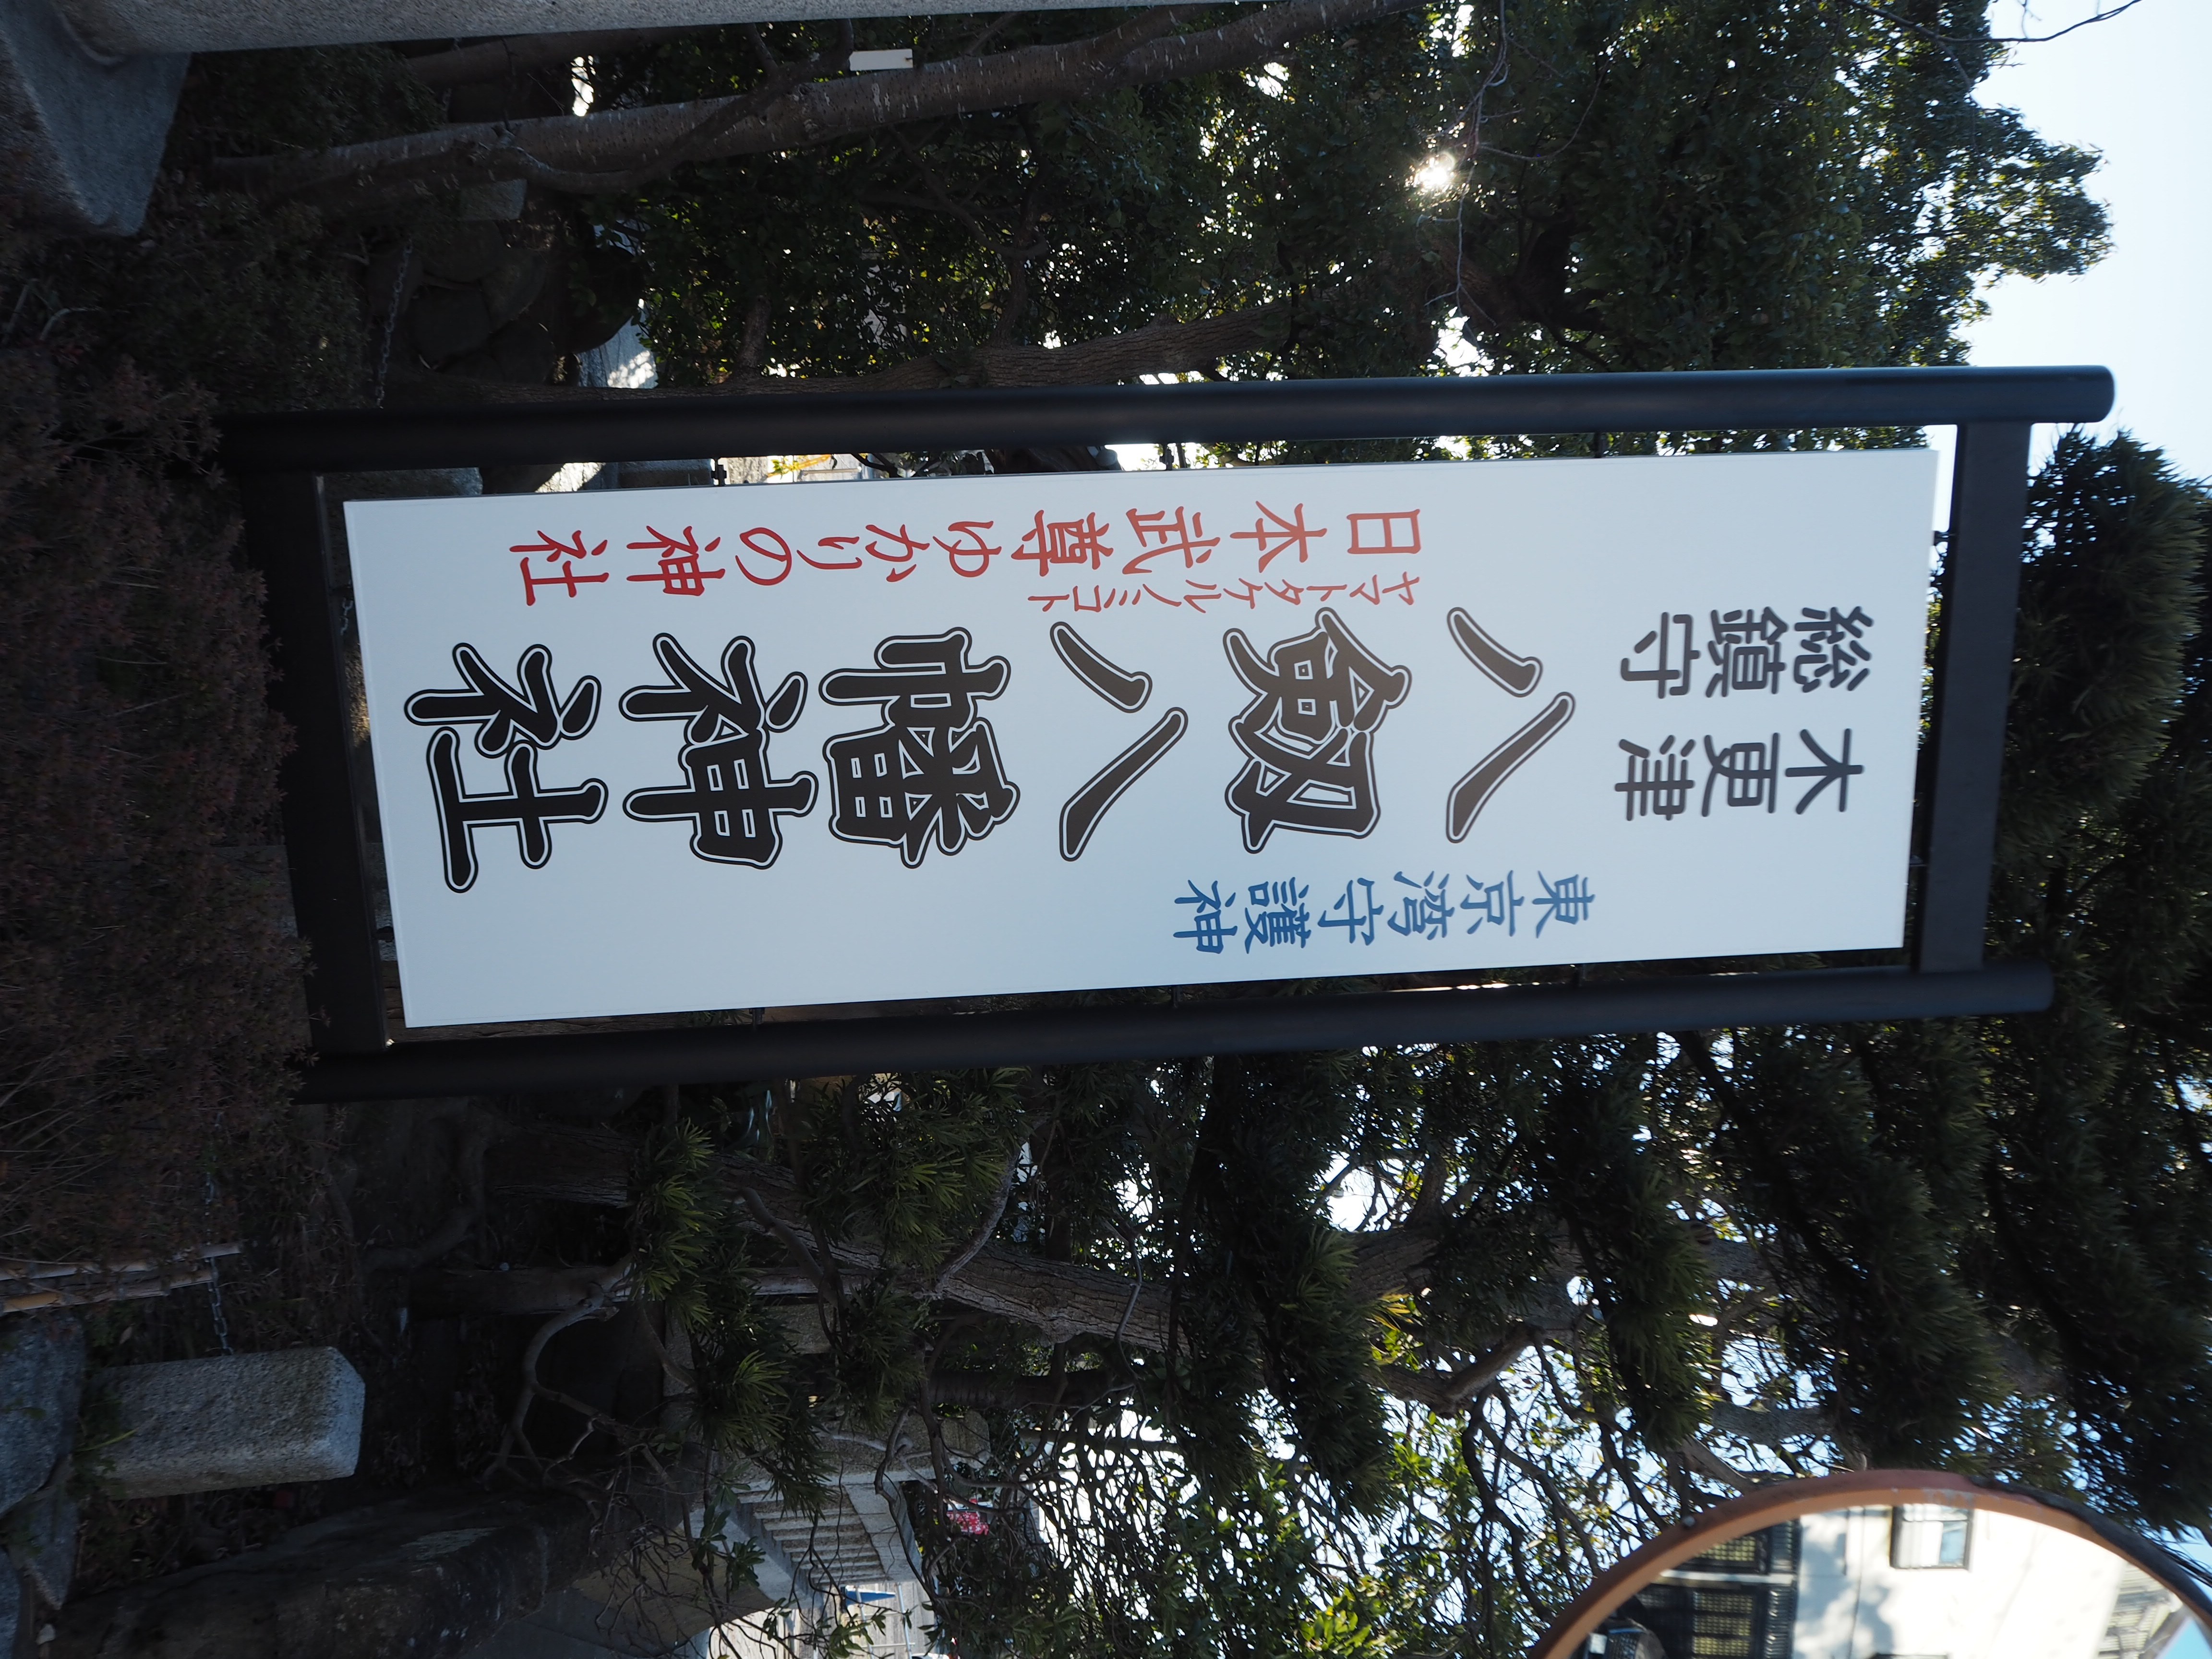 木更津
総鎮守
東京湾守護神
八剱八幡神社
ヤマトタケルノミコト
日本武尊ゆかりの神社